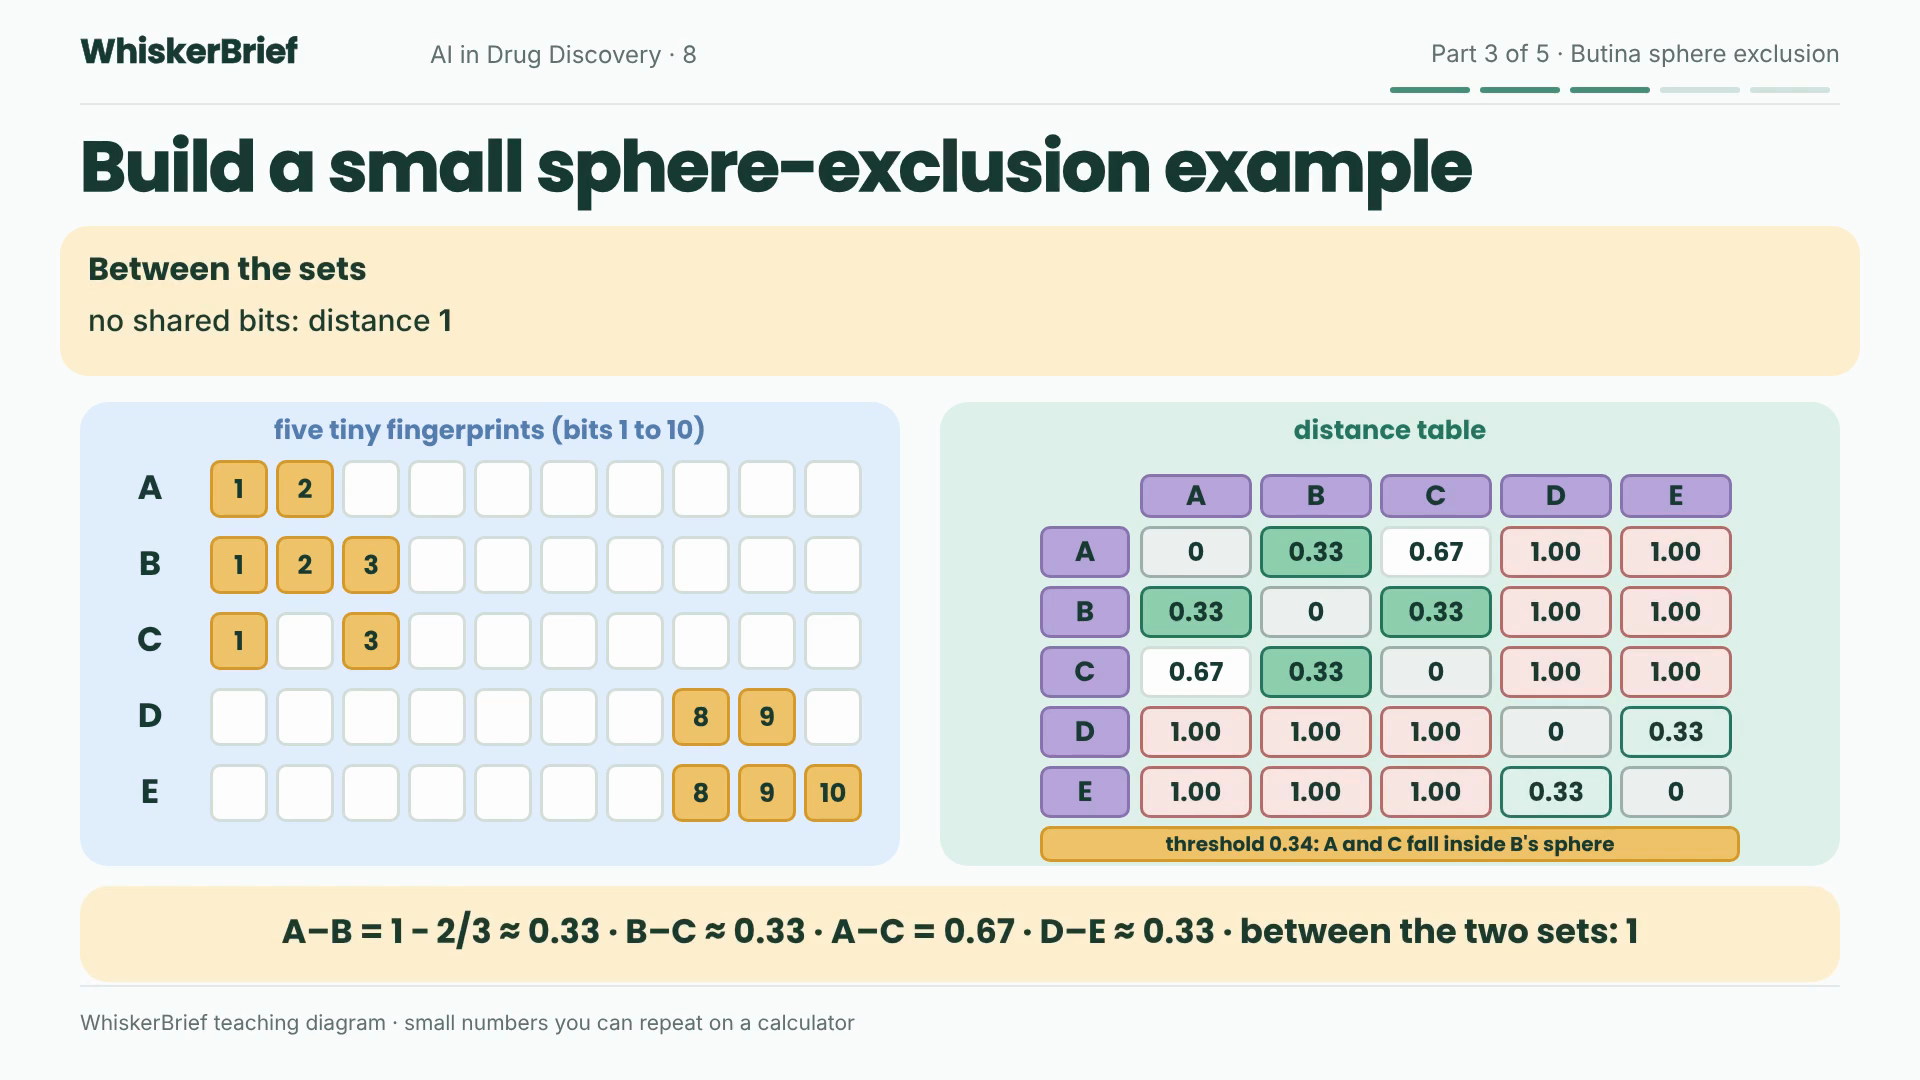 WhiskerBrief
AI in Drug Discovery · 8
Part 3 of 5 · Butina sphere exclusion
Build a small sphere-exclusion example
Between the sets
no shared bits: distance 1
five tiny fingerprints (bits 1 to 10)
A 1 2
B 1 2 3
C 1 3
D 8 9
E 8 9 10
distance table
A B C D E
A 0 0.33 0.67 1.00 1.00
B 0.33 0 0.33 1.00 1.00
C 0.67 0.33 0 1.00 1.00
D 1.00 1.00 1.00 0 0.33
E 1.00 1.00 1.00 0.33 0
threshold 0.34: A and C fall inside B's sphere
A–B = 1 - 2/3 ≈ 0.33 · B–C ≈ 0.33 · A–C = 0.67 · D–E ≈ 0.33 · between the two sets: 1
WhiskerBrief teaching diagram · small numbers you can repeat on a calculator